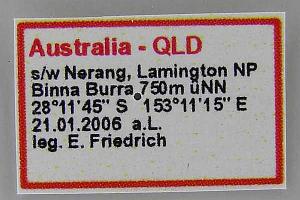 Australia - QLD
s/w Nerang, Lamington NP
Binna Burra 750m üNN
28°11'45" S 153°11'15" E
21.01.2006 a.L.
leg. E. Friedrich